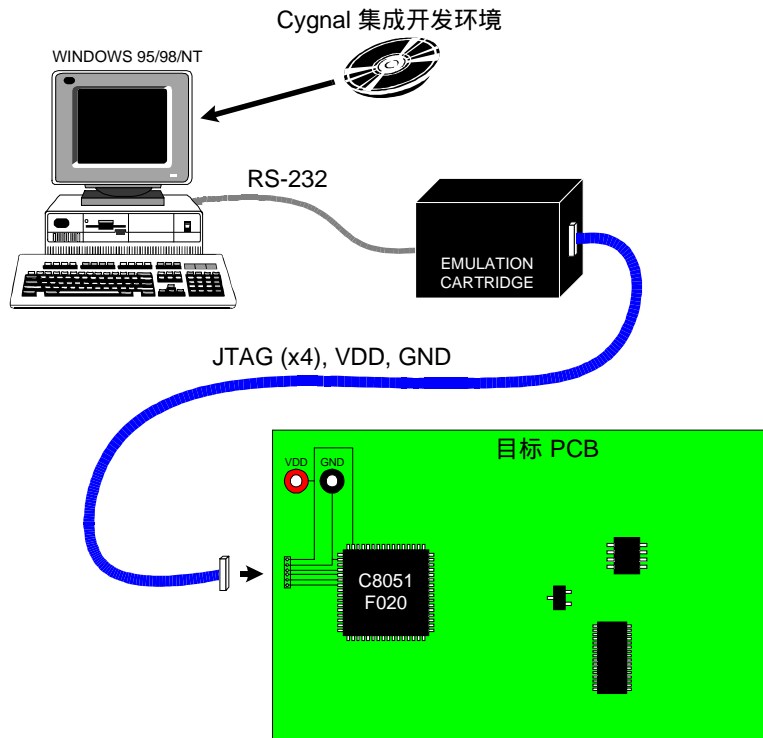 Cygnal 集成开发环境
WINDOWS 95/98/NT
RS-232
EMULATION
CARTRIDGE
JTAG (x4), VDD, GND
目标 PCB
VDD
GND
C8051
F020